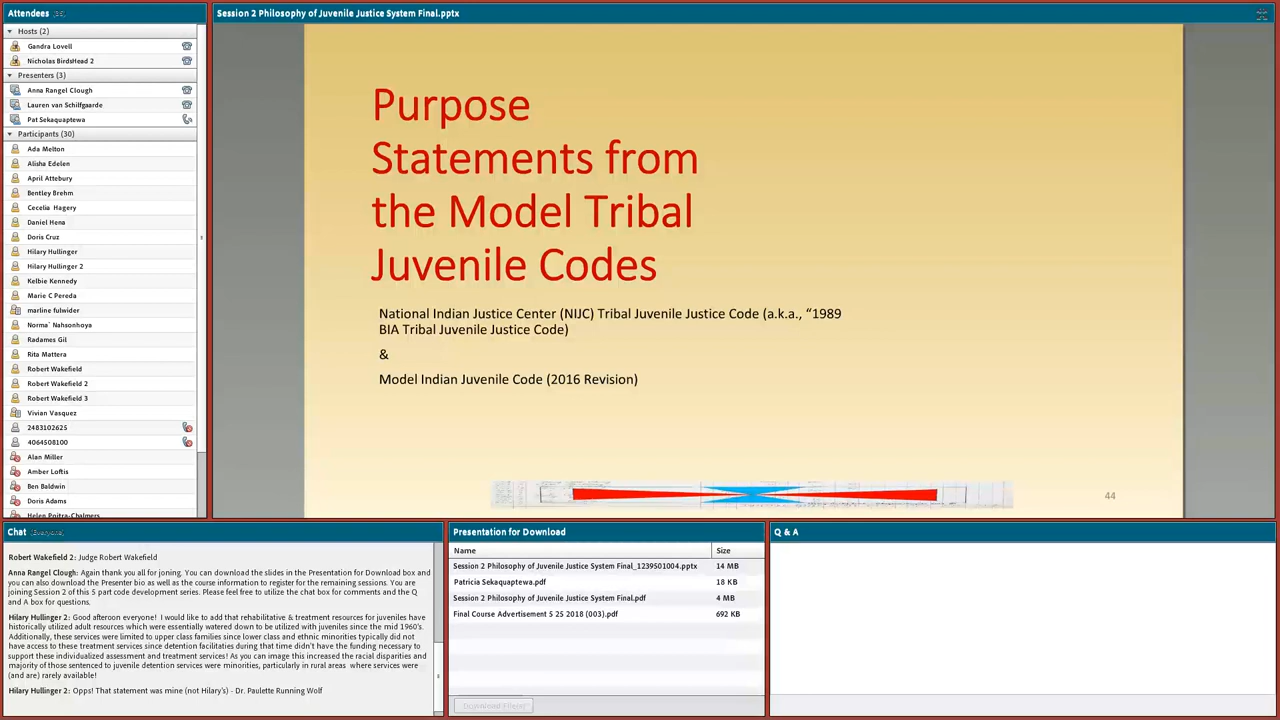 Attendees (35)
Hosts (2)
Gandra Lovell
Nicholas BirdsHead 2
Presenters (3)
Anna Rangel Clough
Lauren van Schilfgaarde
Pat Sekaquaptewa
Participants (30)
Ada Melton
Alisha Edelen
April Attebury
Bentley Brehm
Cecelia Hagery
Daniel Hena
Doris Cruz
Hilary Hullinger
Hilary Hullinger 2
Kelbie Kennedy
Marie C Pereda
marline fulwider
Norma` Nahsonhoya
Radames Gil
Rita Mattera
Robert Wakefield
Robert Wakefield 2
Robert Wakefield 3
Vivian Vasquez
2483102625
4064508100
Alan Miller
Amber Loftis
Ben Baldwin
Doris Adams
Helen Poitra-Chalmers
Session 2 Philosophy of Juvenile Justice System Final.pptx
Purpose
Statements from
the Model Tribal
Juvenile Codes
National Indian Justice Center (NIJC) Tribal Juvenile Justice Code (a.k.a., “1989
BIA Tribal Juvenile Justice Code)
&
Model Indian Juvenile Code (2016 Revision)
44
Chat (Everyone)
Robert Wakefield 2: Judge Robert Wakefield
Anna Rangel Clough: Again thank you all for joining. You can download the slides in the Presentation for Download box and
you can also download the Presenter bio as well as the course information to register for the remaining sessions. You are
joining Session 2 of this 5 part code development series. Please feel free to utilize the chat box for comments and the Q
and A box for questions.
Hilary Hullinger 2: Good afteroon everyone! I would like to add that rehabilitative & treatment resources for juveniles have
historically utilized adult resources which were essentially watered down to be utilized with juveniles since the mid 1960's.
Additionally, these services were limited to upper class families since lower class and ethnic minorities typically did not
have access to these treatment services since detention facilitaties during that time didn't have the funding necessary to
support these individualized assessment and treatment services! As you can image this increased the racial disparities and
majority of those sentenced to juvenile detention services were minorities, particularly in rural areas where services were
(and are) rarely available!
Hilary Hullinger 2: Opps! That statement was mine (not Hilary's) - Dr. Paulette Running Wolf
Presentation for Download
Name Size
Session 2 Philosophy of Juvenile Justice System Final_1239501004.pptx 14 MB
Patricia Sekaquaptewa.pdf 18 KB
Session 2 Philosophy of Juvenile Justice System Final.pdf 4 MB
Final Course Advertisement 5 25 2018 (003).pdf 692 KB
Download File(s)
Q & A